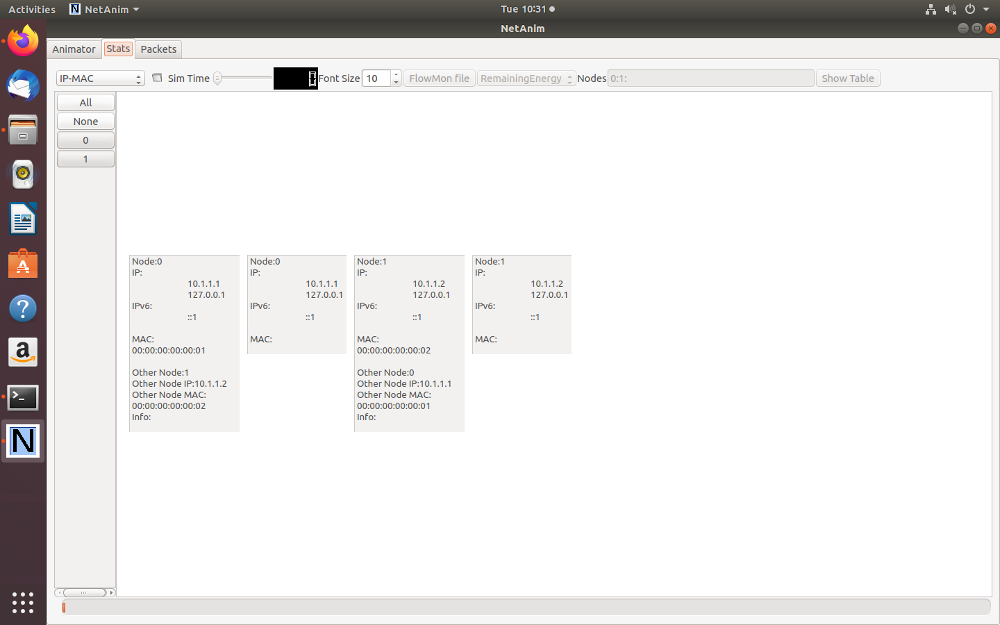 Activities
NetAnim
Tue 10:31
NetAnim
Animator
Stats
Packets
IP-MAC
Sim Time
0
Font Size
10
FlowMon file
RemainingEnergy
Nodes
0:1:
Show Table
All
None
0
1
Node:0
IP:
10.1.1.1
127.0.0.1
IPv6:
::1
MAC:
00:00:00:00:00:01
Other Node:1
Other Node IP:10.1.1.2
Other Node MAC:
00:00:00:00:00:02
Info:
Node:0
IP:
10.1.1.1
127.0.0.1
IPv6:
::1
MAC:
Node:1
IP:
10.1.1.2
127.0.0.1
IPv6:
::1
MAC:
00:00:00:00:00:02
Other Node:0
Other Node IP:10.1.1.1
Other Node MAC:
00:00:00:00:00:01
Info:
Node:1
IP:
10.1.1.2
127.0.0.1
IPv6:
::1
MAC: